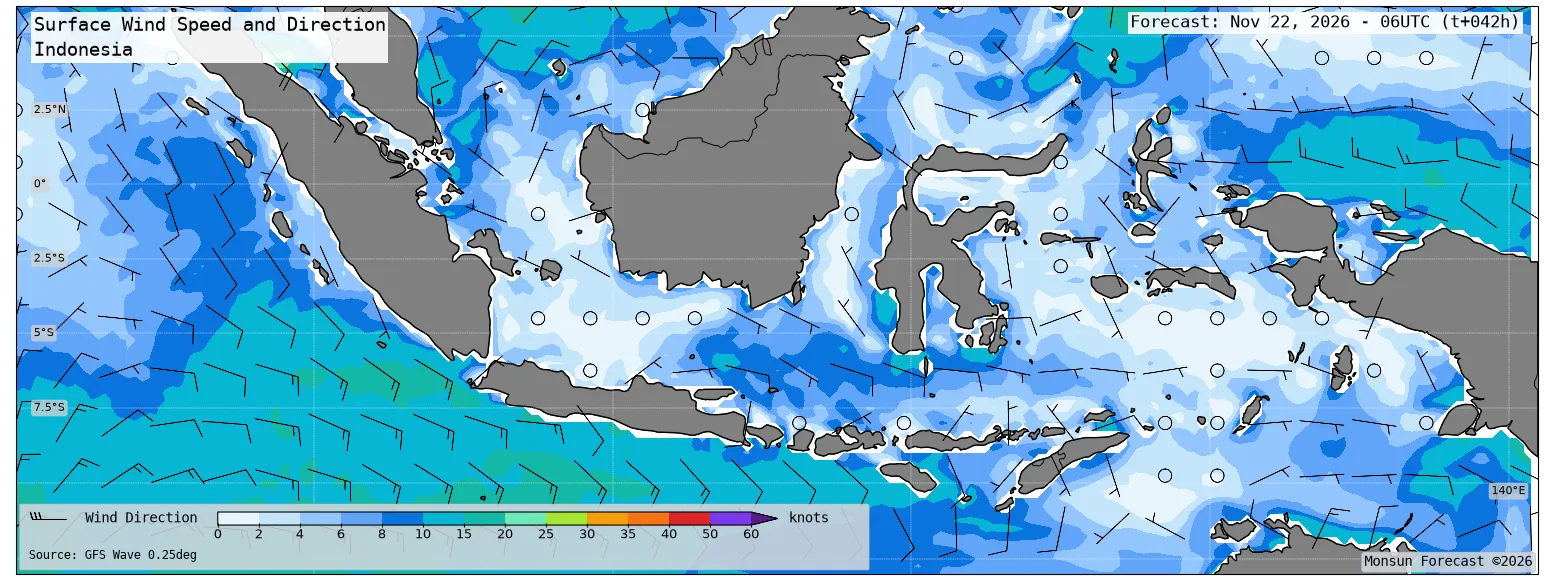 Surface Wind Speed and Direction
Indonesia
Forecast: Nov 22, 2026 - 06UTC (t+042h)
2.5°N
0°
2.5°S
5°S
7.5°S
140°E
Wind Direction
0 2 4 6 8 10 15 20 25 30 35 40 50 60
knots
Source: GFS Wave 0.25deg
Monsun Forecast ©2026